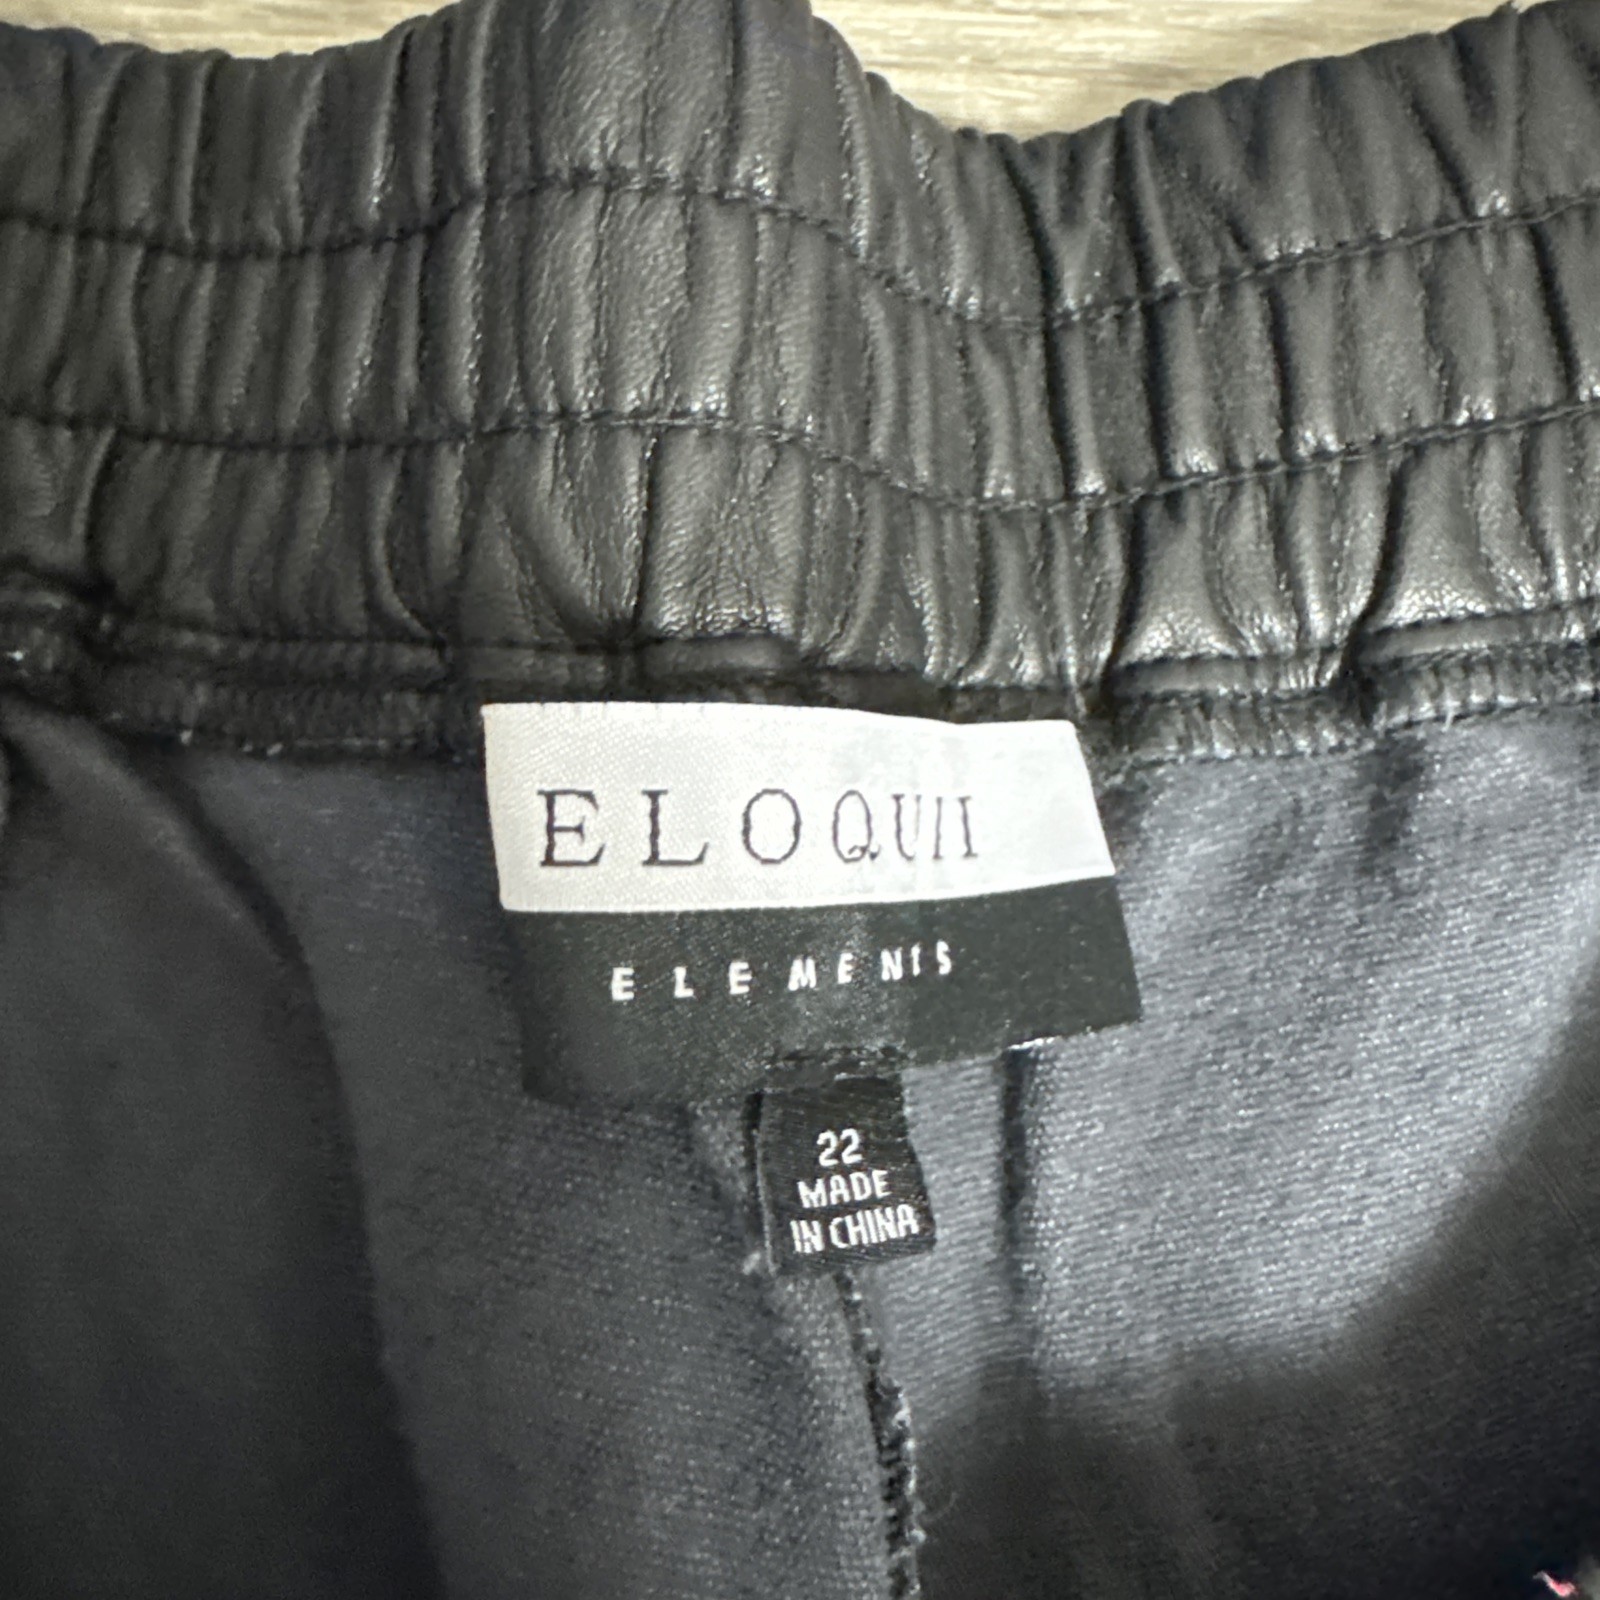 ELOQUII
ELEMENTS
22
MADE
IN CHINA